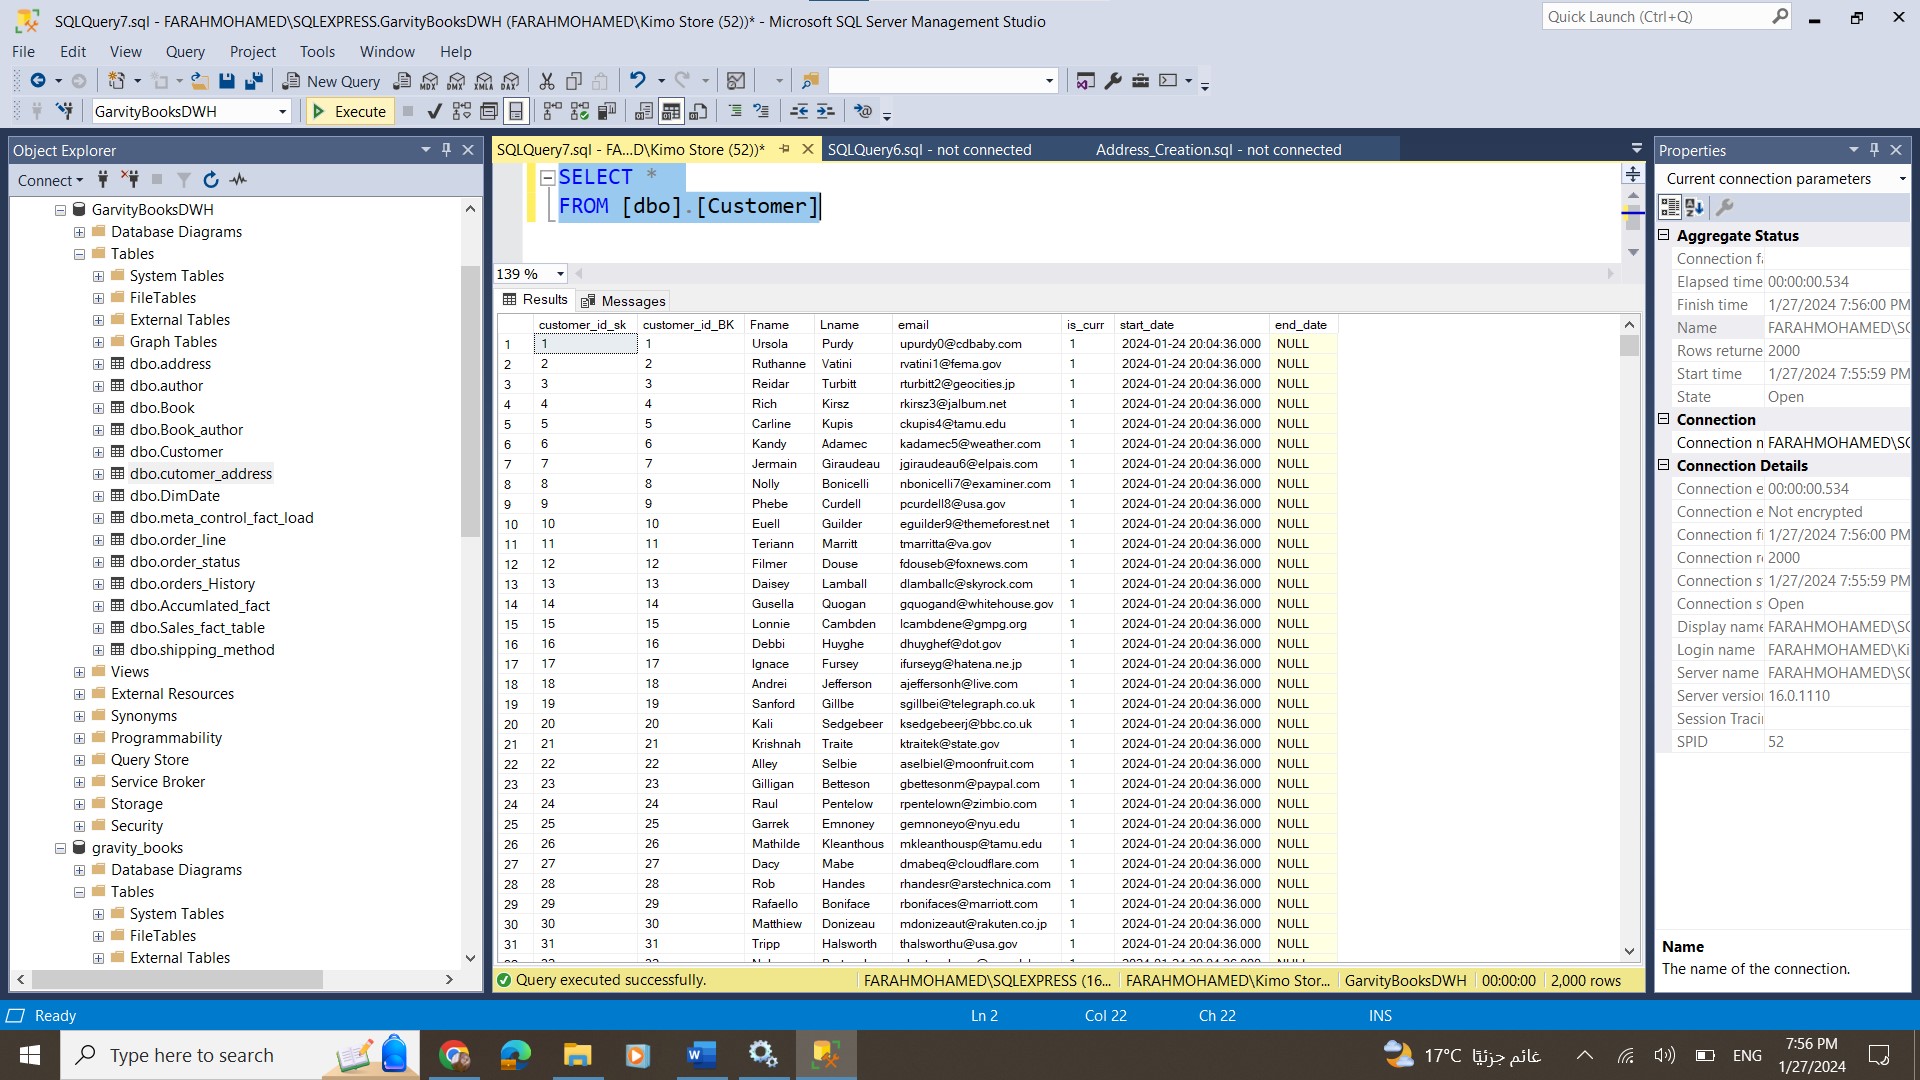 SQLQuery7.sql - FARAHMOHAMED\SQLEXPRESS.GarvityBooksDWH (FARAHMOHAMED\Kimo Store (52))* - Microsoft SQL Server Management Studio
Quick Launch (Ctrl+Q)
File Edit View Query Project Tools Window Help
New Query MDX DMX XMLA DAX
GarvityBooksDWH Execute
Object Explorer
Connect
GarvityBooksDWH
Database Diagrams
Tables
System Tables
FileTables
External Tables
Graph Tables
dbo.address
dbo.author
dbo.Book
dbo.Book_author
dbo.Customer
dbo.cutomer_address
dbo.DimDate
dbo.meta_control_fact_load
dbo.order_line
dbo.order_status
dbo.orders_History
dbo.Accumlated_fact
dbo.Sales_fact_table
dbo.shipping_method
Views
External Resources
Synonyms
Programmability
Query Store
Service Broker
Storage
Security
gravity_books
Database Diagrams
Tables
System Tables
FileTables
External Tables
SQLQuery7.sql - FA...D\Kimo Store (52))* SQLQuery6.sql - not connected Address_Creation.sql - not connected
SELECT *
FROM [dbo].[Customer]
139 %
Results Messages
customer_id_sk customer_id_BK Fname Lname email is_curr start_date end_date
1 1 1 Ursola Purdy upurdy0@cdbaby.com 1 2024-01-24 20:04:36.000 NULL
2 2 2 Ruthanne Vatini rvatini1@fema.gov 1 2024-01-24 20:04:36.000 NULL
3 3 3 Reidar Turbitt rturbitt2@geocities.jp 1 2024-01-24 20:04:36.000 NULL
4 4 4 Rich Kirsz rkirsz3@jalbum.net 1 2024-01-24 20:04:36.000 NULL
5 5 5 Carline Kupis ckupis4@tamu.edu 1 2024-01-24 20:04:36.000 NULL
6 6 6 Kandy Adamec kadamec5@weather.com 1 2024-01-24 20:04:36.000 NULL
7 7 7 Jermain Giraudeau jgiraudeau6@elpais.com 1 2024-01-24 20:04:36.000 NULL
8 8 8 Nolly Bonicelli nbonicelli7@examiner.com 1 2024-01-24 20:04:36.000 NULL
9 9 9 Phebe Curdell pcurdell8@usa.gov 1 2024-01-24 20:04:36.000 NULL
10 10 10 Euell Guilder eguilder9@themeforest.net 1 2024-01-24 20:04:36.000 NULL
11 11 11 Teriann Marritt tmarritta@va.gov 1 2024-01-24 20:04:36.000 NULL
12 12 12 Filmer Douse fdouseb@foxnews.com 1 2024-01-24 20:04:36.000 NULL
13 13 13 Daisey Lamball dlamballc@skyrock.com 1 2024-01-24 20:04:36.000 NULL
14 14 14 Gusella Quogan gquogand@whitehouse.gov 1 2024-01-24 20:04:36.000 NULL
15 15 15 Lonnie Cambden lcambdene@gmpg.org 1 2024-01-24 20:04:36.000 NULL
16 16 16 Debbi Huyghe dhuyghef@dot.gov 1 2024-01-24 20:04:36.000 NULL
17 17 17 Ignace Fursey ifurseyg@hatena.ne.jp 1 2024-01-24 20:04:36.000 NULL
18 18 18 Andrei Jefferson ajeffersonh@live.com 1 2024-01-24 20:04:36.000 NULL
19 19 19 Sanford Gillbe sgillbei@telegraph.co.uk 1 2024-01-24 20:04:36.000 NULL
20 20 20 Kali Sedgebeer ksedgebeerj@bbc.co.uk 1 2024-01-24 20:04:36.000 NULL
21 21 21 Krishnah Traite ktraitek@state.gov 1 2024-01-24 20:04:36.000 NULL
22 22 22 Alley Selbie aselbiel@moonfruit.com 1 2024-01-24 20:04:36.000 NULL
23 23 23 Gilligan Betteson gbettesonm@paypal.com 1 2024-01-24 20:04:36.000 NULL
24 24 24 Raul Pentelow rpentelown@zimbio.com 1 2024-01-24 20:04:36.000 NULL
25 25 25 Garrek Emnoney gemnoneyo@nyu.edu 1 2024-01-24 20:04:36.000 NULL
26 26 26 Mathilde Kleanthous mkleanthousp@tamu.edu 1 2024-01-24 20:04:36.000 NULL
27 27 27 Dacy Mabe dmabeq@cloudflare.com 1 2024-01-24 20:04:36.000 NULL
28 28 28 Rob Handes rhandesr@arstechnica.com 1 2024-01-24 20:04:36.000 NULL
29 29 29 Rafaello Boniface rbonifaces@marriott.com 1 2024-01-24 20:04:36.000 NULL
30 30 30 Matthiew Donizeau mdonizeaut@rakuten.co.jp 1 2024-01-24 20:04:36.000 NULL
31 31 31 Tripp Halsworth thalsworthu@usa.gov 1 2024-01-24 20:04:36.000 NULL
Query executed successfully. FARAHMOHAMED\SQLEXPRESS (16... FARAHMOHAMED\Kimo Stor... GarvityBooksDWH 00:00:00 2,000 rows
Properties
Current connection parameters
Aggregate Status
Connection f
Elapsed time 00:00:00.534
Finish time 1/27/2024 7:56:00 PM
Name FARAHMOHAMED\S
Rows returne 2000
Start time 1/27/2024 7:55:59 PM
State Open
Connection
Connection n FARAHMOHAMED\S
Connection Details
Connection e 00:00:00.534
Connection e Not encrypted
Connection fi 1/27/2024 7:56:00 PM
Connection r 2000
Connection s 1/27/2024 7:55:59 PM
Connection s Open
Display name FARAHMOHAMED\S
Login name FARAHMOHAMED\Ki
Server name FARAHMOHAMED\S
Server versio 16.0.1110
Session Traci
SPID 52
Name
The name of the connection.
Ready Ln 2 Col 22 Ch 22 INS
Type here to search
17°C غائم جزئيًا ENG 7:56 PM
1/27/2024